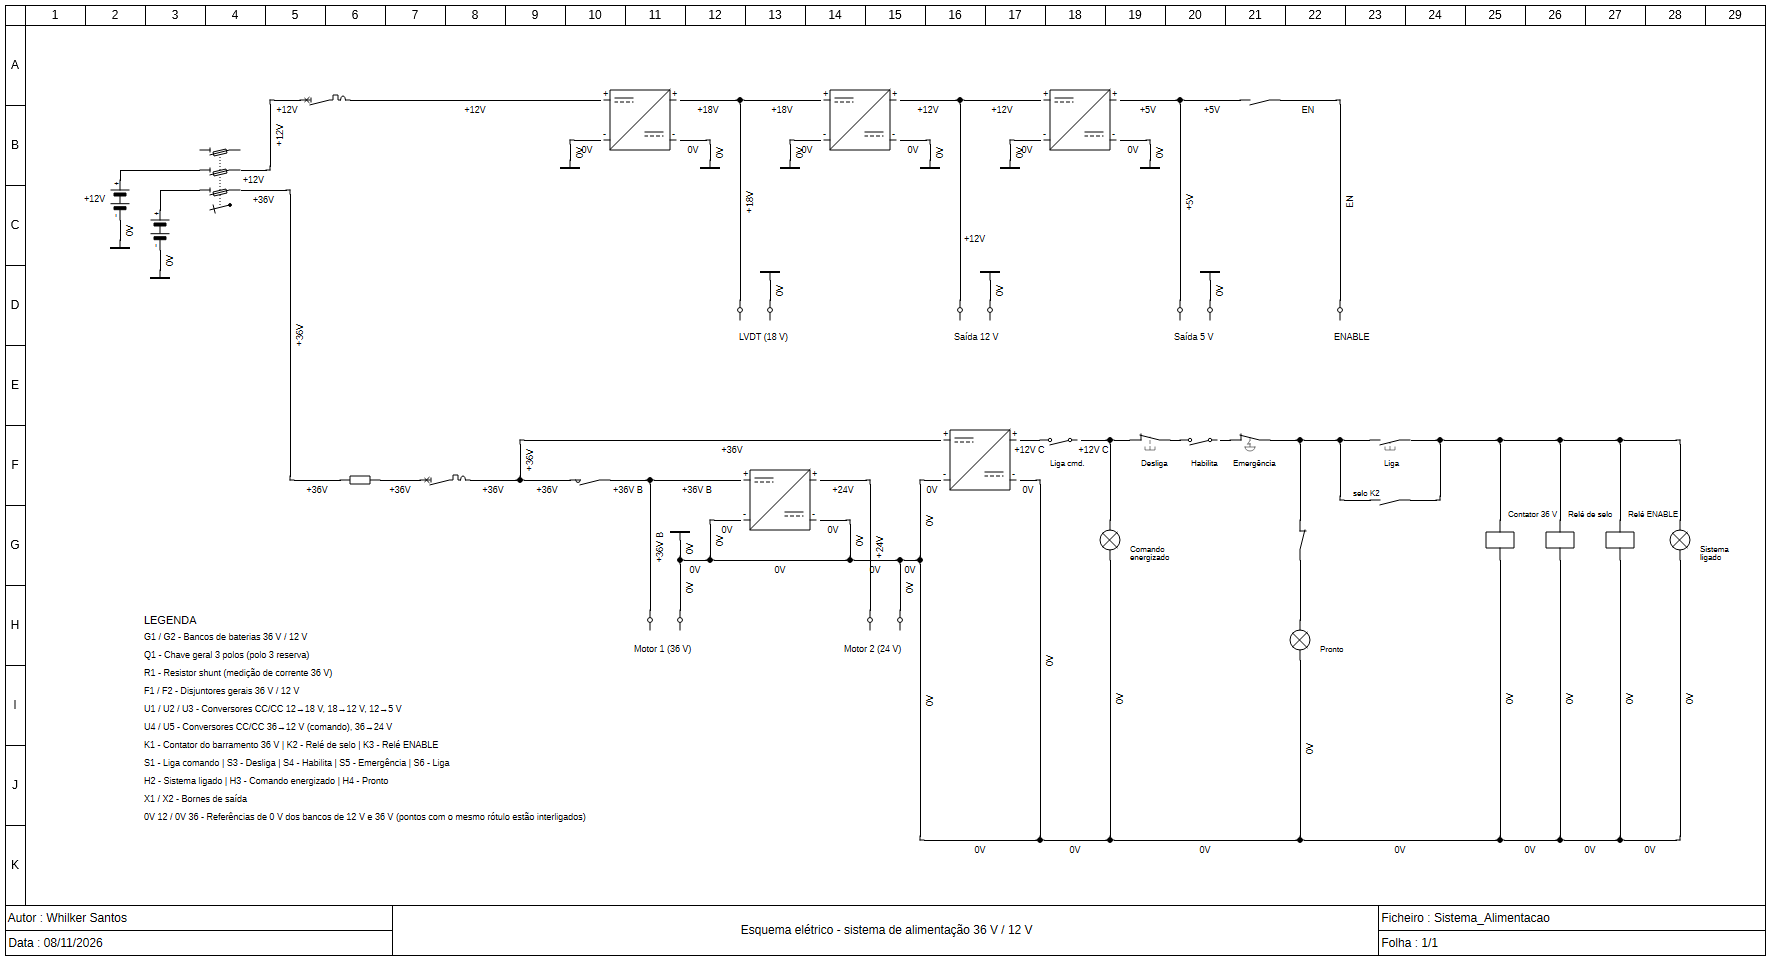 1 2 3 4 5 6 7 8 9 10 11 12 13 14 15 16 17 18 19 20 21 22 23 24 25 26 27 28 29
A
+12V +12V +18V +18V +12V +12V +5V +5V EN
+12V
B
0V 0V 0V 0V 0V 0V
0V 0V 0V 0V 0V 0V
+12V
+12V
+36V
+18V +5V EN
C
0V
+12V
0V
D
0V 0V 0V
+36V
LVDT (18 V)
Saída 12 V
Saída 5 V
ENABLE
E
F
+36V
+36V
+12V C
+12V C
Liga cmd.
Desliga
Habilita
Emergência
Liga
+36V +36V +36V +36V +36V B +36V B +24V 0V 0V
selo K2
Contator 36 V
Relé de selo
Relé ENABLE
0V
0V 0V
G
+36V B
0V
0V
0V
+24V
Comando
energizado
Sistema
ligado
0V 0V 0V 0V
0V 0V
H
LEGENDA
G1 / G2 - Bancos de baterias 36 V / 12 V
Motor 1 (36 V)
Motor 2 (24 V)
Pronto
Q1 - Chave geral 3 polos (polo 3 reserva)
0V
R1 - Resistor shunt (medição de corrente 36 V)
F1 / F2 - Disjuntores gerais 36 V / 12 V
I
0V 0V 0V 0V 0V 0V
U1 / U2 / U3 - Conversores CC/CC 12→18 V, 18→12 V, 12→5 V
U4 / U5 - Conversores CC/CC 36→12 V (comando), 36→24 V
K1 - Contator do barramento 36 V | K2 - Relé de selo | K3 - Relé ENABLE
0V
S1 - Liga comando | S3 - Desliga | S4 - Habilita | S5 - Emergência | S6 - Liga
H2 - Sistema ligado | H3 - Comando energizado | H4 - Pronto
J
X1 / X2 - Bornes de saída
0V 12 / 0V 36 - Referências de 0 V dos bancos de 12 V e 36 V (pontos com o mesmo rótulo estão interligados)
0V 0V 0V 0V 0V 0V 0V
K
Autor : Whilker Santos
Data : 08/11/2026
Esquema elétrico - sistema de alimentação 36 V / 12 V
Ficheiro : Sistema_Alimentacao
Folha : 1/1